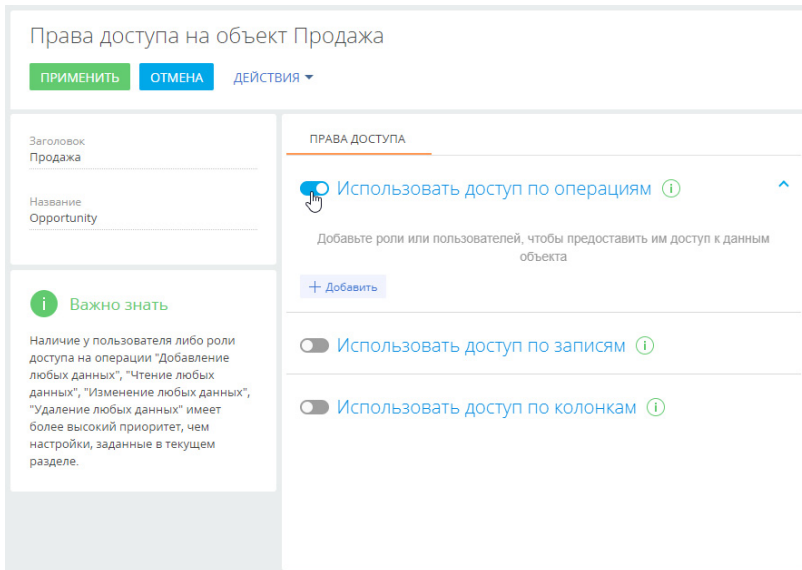 Права доступа на объект Продажа
ПРИМЕНИТЬ
ОТМЕНА
ДЕЙСТВИЯ
Заголовок
Продажа
Название
Opportunity
i
Важно знать
Наличие у пользователя либо роли
доступа на операции "Добавление
любых данных", "Чтение любых
данных", "Изменение любых данных",
"Удаление любых данных" имеет
более высокий приоритет, чем
настройки, заданные в текущем
разделе.
ПРАВА ДОСТУПА
Использовать доступ по операциям i
Добавьте роли или пользователей, чтобы предоставить им доступ к данным
объекта
+ Добавить
Использовать доступ по записям i
Использовать доступ по колонкам i